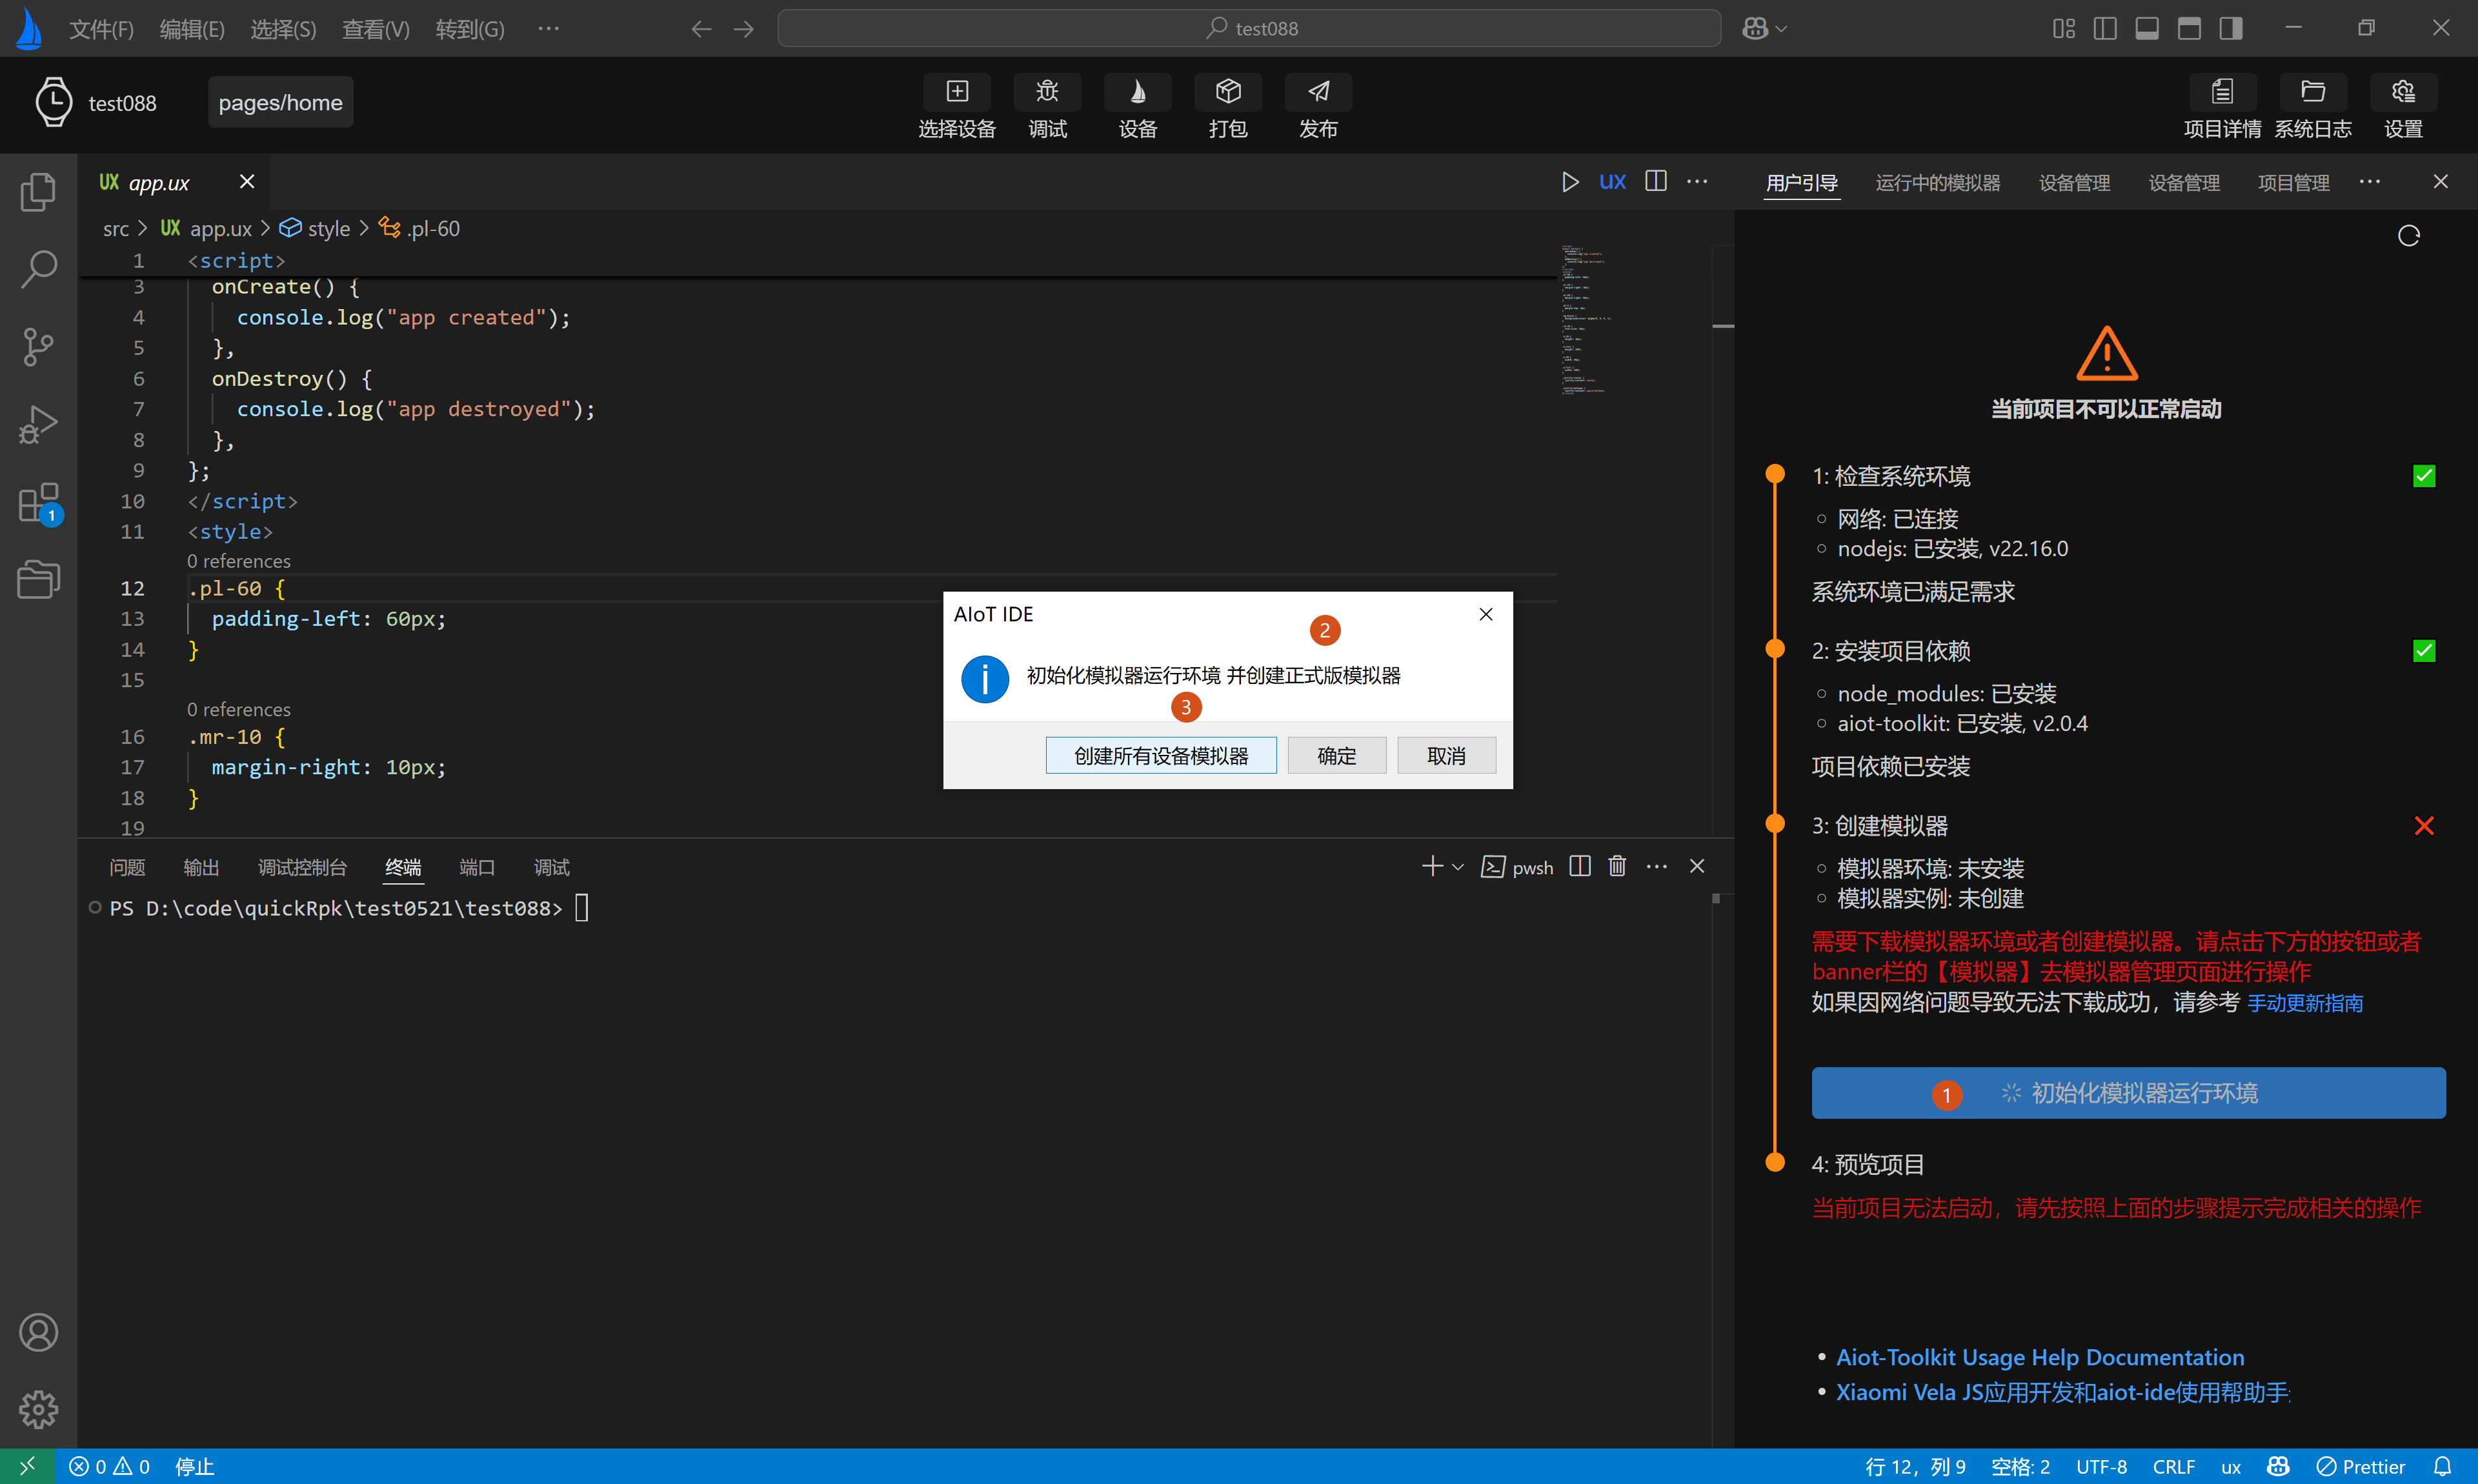 文件(F) 编辑(E) 选择(S) 查看(V) 转到(G) ··· test088
test088 pages/home
选择设备 调试 设备 打包 发布
项目详情 系统日志 设置
UX app.ux
UX
src > UX app.ux > style > .pl-60
1 <script>
3 onCreate() {
4 console.log("app created");
5 },
6 onDestroy() {
7 console.log("app destroyed");
8 },
9 };
10 </script>
11 <style>
0 references
12 .pl-60 {
13 padding-left: 60px;
14 }
15
0 references
16 .mr-10 {
17 margin-right: 10px;
18 }
19
1
AIoT IDE
2
初始化模拟器运行环境 并创建正式版模拟器
3
创建所有设备模拟器 确定 取消
问题 输出 调试控制台 终端 端口 调试
pwsh
PS D:\code\quickRpk\test0521\test088>
用户引导 运行中的模拟器 设备管理 设备管理 项目管理 ···
当前项目不可以正常启动
1: 检查系统环境
网络: 已连接
nodejs: 已安装, v22.16.0
系统环境已满足需求
2: 安装项目依赖
node_modules: 已安装
aiot-toolkit: 已安装, v2.0.4
项目依赖已安装
3: 创建模拟器
模拟器环境: 未安装
模拟器实例: 未创建
需要下载模拟器环境或者创建模拟器。请点击下方的按钮或者
banner栏的【模拟器】去模拟器管理页面进行操作
如果因网络问题导致无法下载成功，请参考 手动更新指南
1 初始化模拟器运行环境
4: 预览项目
当前项目无法启动，请先按照上面的步骤提示完成相关的操作
Aiot-Toolkit Usage Help Documentation
Xiaomi Vela JS应用开发和aiot-ide使用帮助手
0 0 停止
行 12，列 9 空格: 2 UTF-8 CRLF ux Prettier